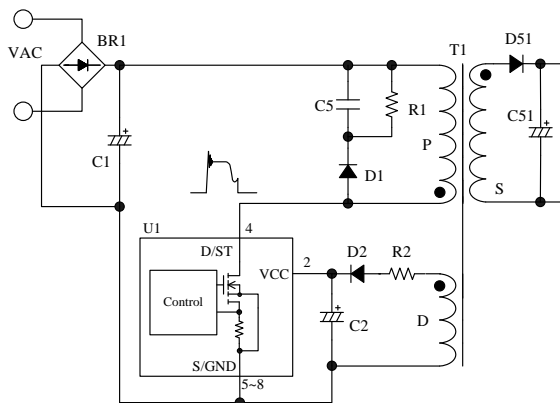 VAC
BR1
T1
D51
C5
R1
C51
C1
P
D1
S
U1
4
D/ST
2
D2
R2
VCC
Control
C2
D
S/GND
5~8